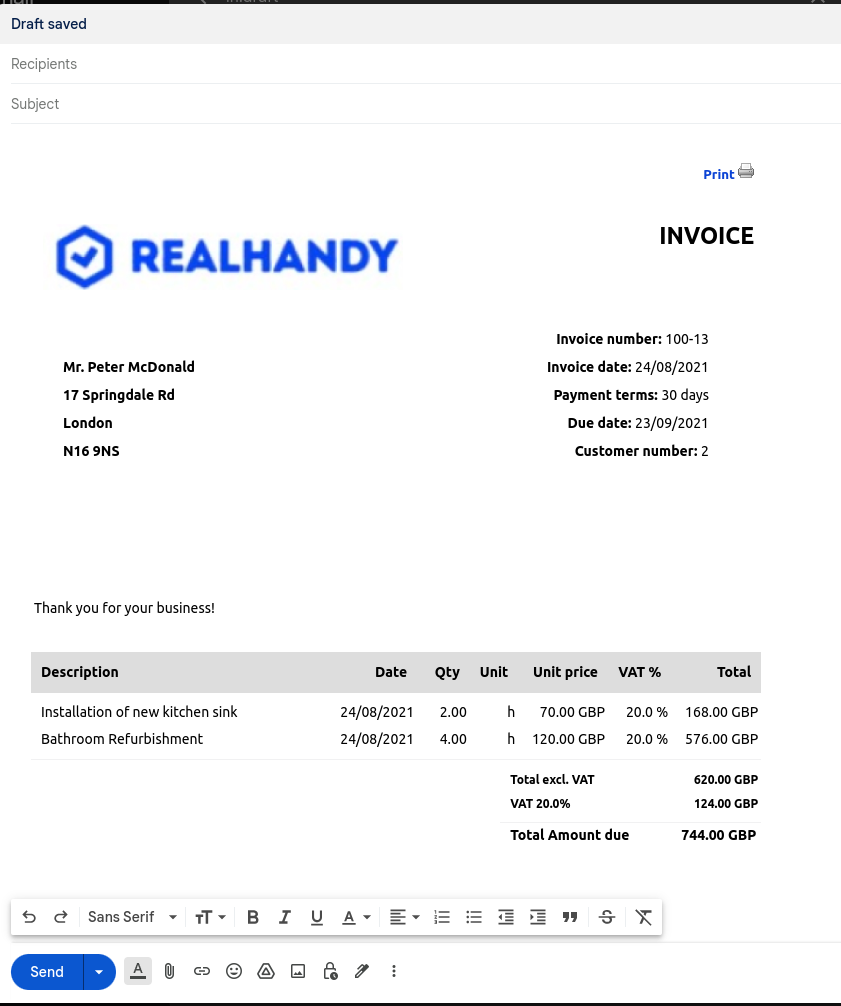 Draft saved
Recipients
Subject
Print
REALHANDY
INVOICE
Invoice number: 100-13
Mr. Peter McDonald
Invoice date: 24/08/2021
17 Springdale Rd
Payment terms: 30 days
London
Due date: 23/09/2021
N16 9NS
Customer number: 2
Thank you for your business!
Description Date Qty Unit Unit price VAT % Total
Installation of new kitchen sink 24/08/2021 2.00 h 70.00 GBP 20.0 % 168.00 GBP
Bathroom Refurbishment 24/08/2021 4.00 h 120.00 GBP 20.0 % 576.00 GBP
Total excl. VAT 620.00 GBP
VAT 20.0% 124.00 GBP
Total Amount due 744.00 GBP
Sans Serif
Send